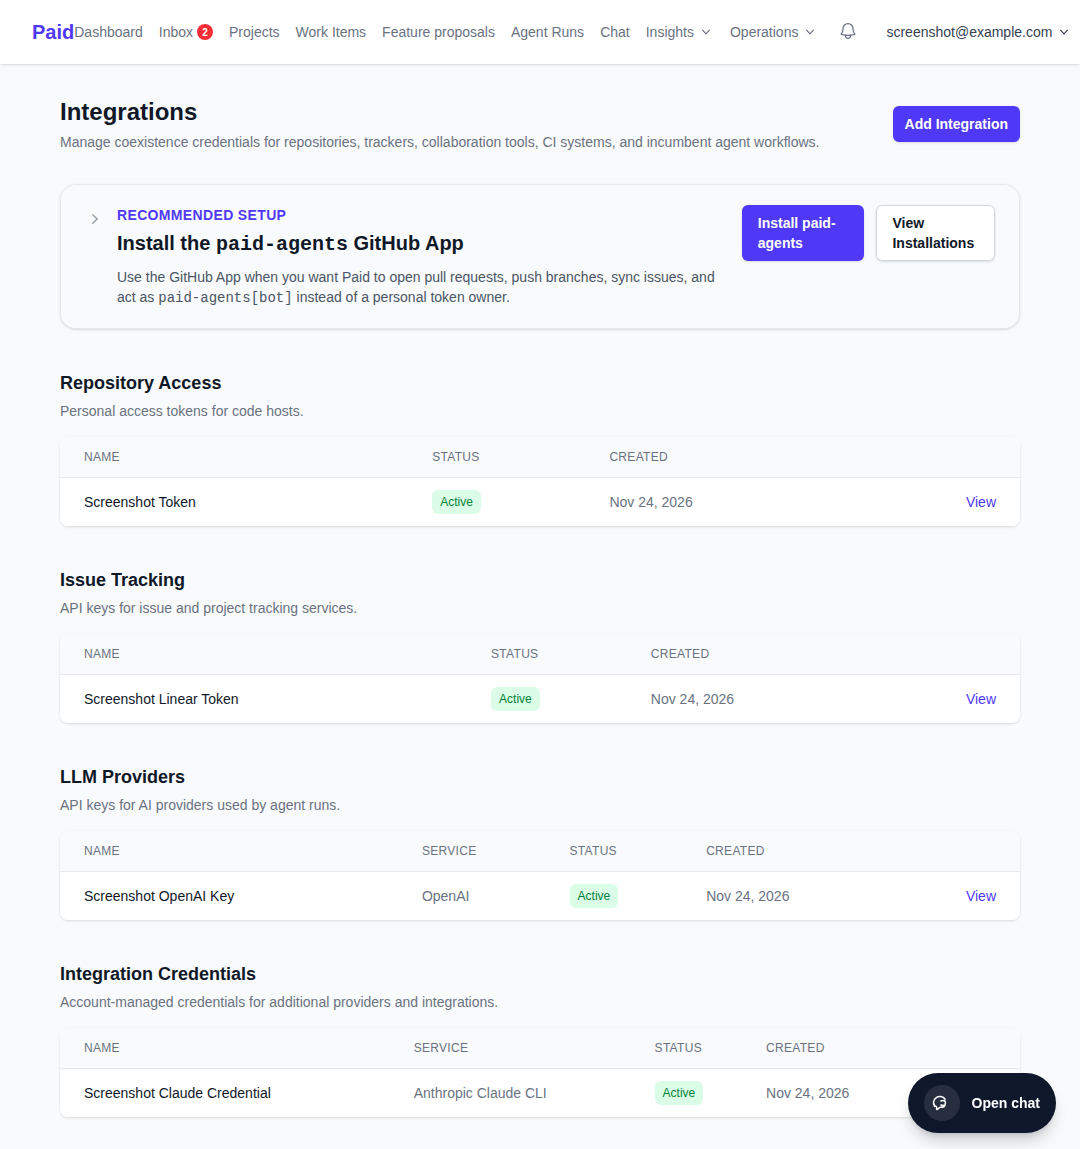 Paid Dashboard Inbox 2 Projects Work Items Feature proposals Agent Runs Chat Insights Operations screenshot@example.com
Integrations
Manage coexistence credentials for repositories, trackers, collaboration tools, CI systems, and incumbent agent workflows.
Add Integration
RECOMMENDED SETUP
Install the paid-agents GitHub App
Use the GitHub App when you want Paid to open pull requests, push branches, sync issues, and
act as paid-agents[bot] instead of a personal token owner.
Install paid-
agents
View
Installations
Repository Access
Personal access tokens for code hosts.
NAME STATUS CREATED
Screenshot Token Active Nov 24, 2026 View
Issue Tracking
API keys for issue and project tracking services.
NAME STATUS CREATED
Screenshot Linear Token Active Nov 24, 2026 View
LLM Providers
API keys for AI providers used by agent runs.
NAME SERVICE STATUS CREATED
Screenshot OpenAI Key OpenAI Active Nov 24, 2026 View
Integration Credentials
Account-managed credentials for additional providers and integrations.
NAME SERVICE STATUS CREATED
Screenshot Claude Credential Anthropic Claude CLI Active Nov 24, 2026
Open chat